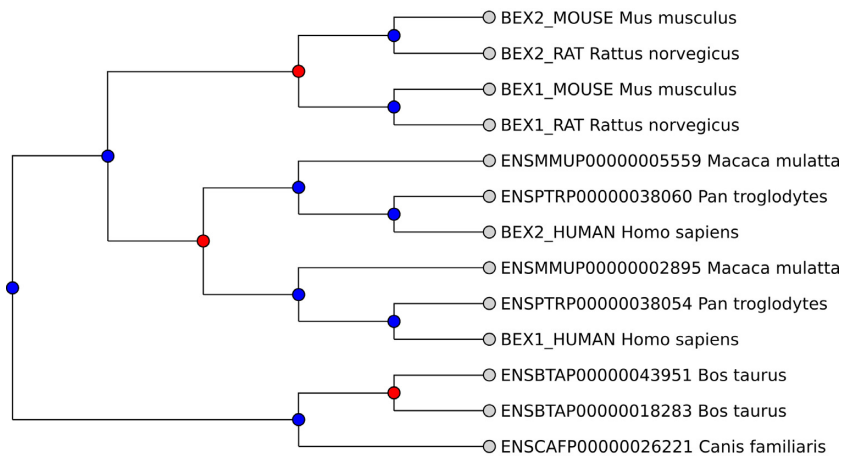 BEX2_MOUSE Mus musculus
BEX2_RAT Rattus norvegicus
BEX1_MOUSE Mus musculus
BEX1_RAT Rattus norvegicus
ENSMMUP00000005559 Macaca mulatta
ENSPTRP00000038060 Pan troglodytes
BEX2_HUMAN Homo sapiens
ENSMMUP00000002895 Macaca mulatta
ENSPTRP00000038054 Pan troglodytes
BEX1_HUMAN Homo sapiens
ENSBTAP00000043951 Bos taurus
ENSBTAP00000018283 Bos taurus
ENSCAFP00000026221 Canis familiaris